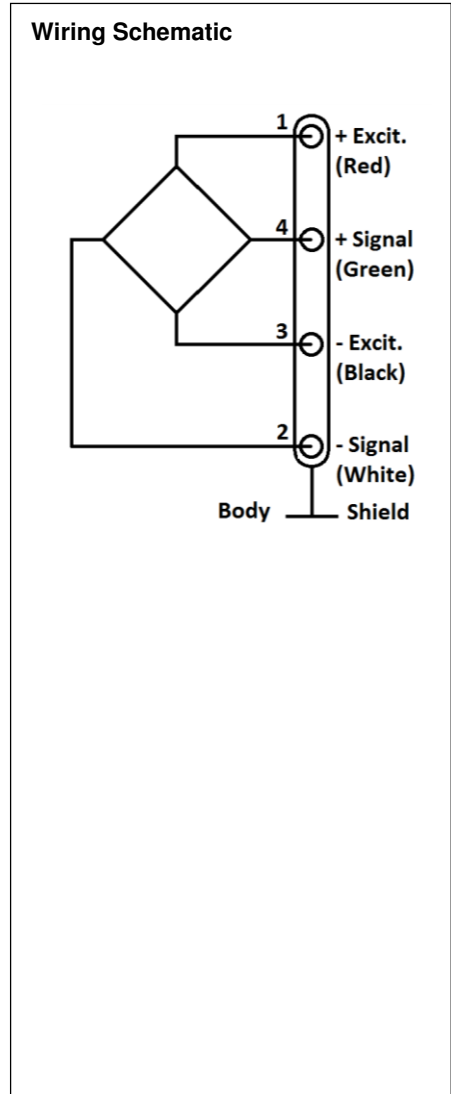 Wiring Schematic
1
+ Excit.
(Red)
4
+ Signal
(Green)
3
- Excit.
(Black)
2
- Signal
(White)
Body
Shield